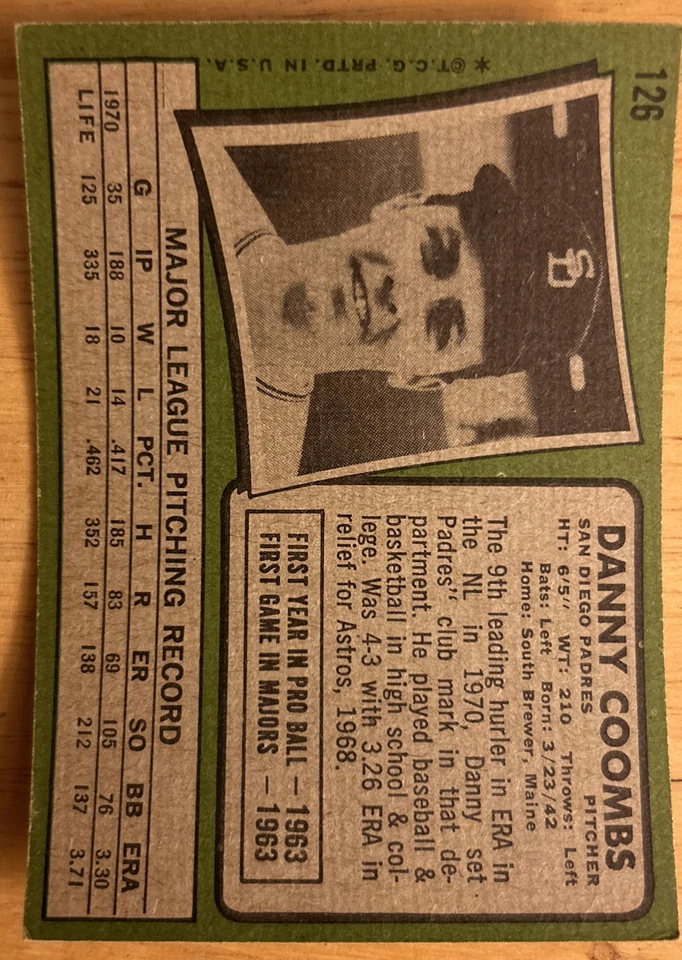 126
DANNY COOMBS
SAN DIEGO PADRES PITCHER
HT: 6'5" WT: 210 Throws: Left
Bats: Left Born: 3/23/42
Home: South Brewer, Maine
The 9th leading hurler in ERA in
the NL in 1970, Danny set
Padres" club mark in that de-
partment. He played baseball &
basketball in high school & col-
lege. Was 4-3 with 3.26 ERA in
relief for Astros, 1968.
FIRST YEAR IN PRO BALL — 1963
FIRST GAME IN MAJORS — 1963
SD
MAJOR LEAGUE PITCHING RECORD
G IP W L PCT. H R ER SO BB ERA
1970 35 188 10 14 .417 185 83 69 105 76 3.30
LIFE 125 335 18 21 .462 352 157 138 212 137 3.71
*©T.C.G. PRTD. IN U.S.A.